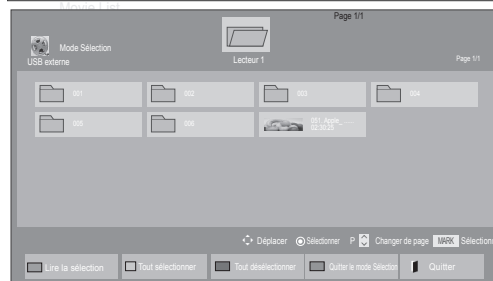 Movie List
Page 1/1
Mode Sélection
USB externe
Lecteur 1
Page 1/1
001 002 003 004
005 006 051. Apple_......
02:30:25
Déplacer Sélectionner P Changer de page MARK Sélection
Lire la sélection Tout sélectionner Tout désélectionner Quitter le mode Sélection Quitter